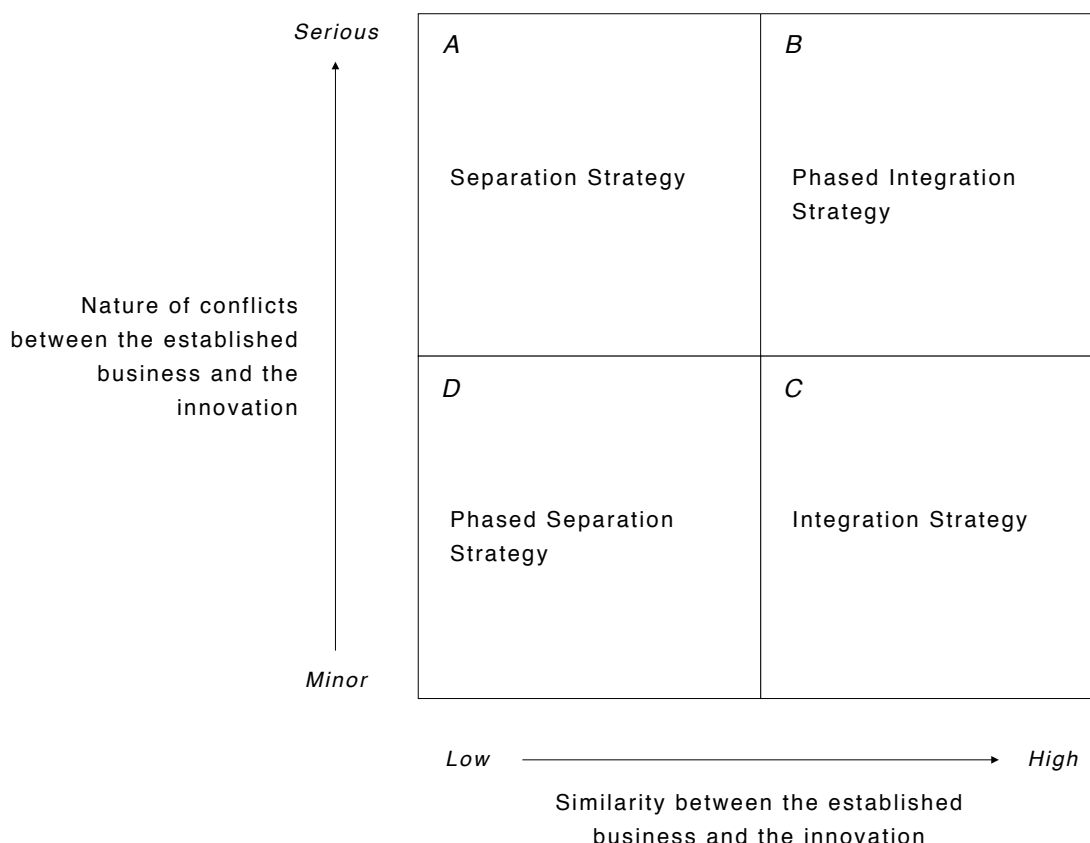 Serious
A
B
Separation Strategy
Phased Integration
Strategy
Nature of conflicts
between the established
business and the
innovation
D
C
Phased Separation
Strategy
Integration Strategy
Minor
Low
High
Similarity between the established
business and the innovation